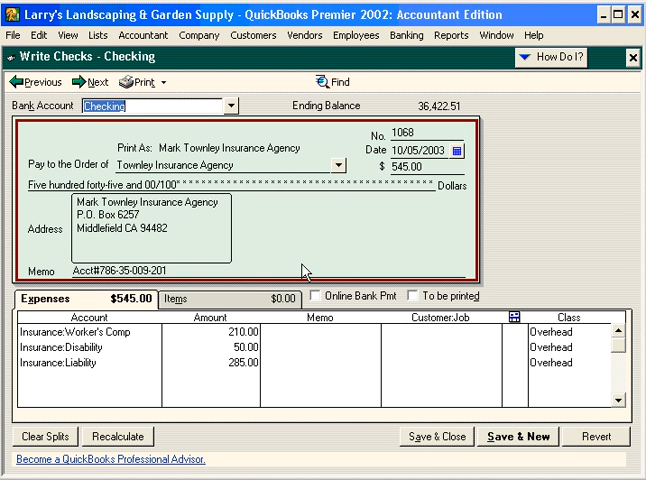 Larry's Landscaping & Garden Supply - QuickBooks Premier 2002: Accountant Edition
File Edit View Lists Accountant Company Customers Vendors Employees Banking Reports Window Help
Write Checks - Checking How Do I?
Previous Next Print Find
Bank Account Checking Ending Balance 36,422.51
No. 1068
Print As: Mark Townley Insurance Agency Date 10/05/2003
Pay to the Order of Townley Insurance Agency $ 545.00
Five hundred forty-five and 00/100* * * * * * * * * * * * * * * * * * * * * * * * * * * * * * * * * * * * * * * * * * Dollars
Mark Townley Insurance Agency
P.O. Box 6257
Address Middlefield CA 94482
Memo Acct#786-35-009-201
Expenses $545.00 Items $0.00 Online Bank Pmt To be printed
Account Amount Memo Customer:Job Class
Insurance:Worker's Comp 210.00 Overhead
Insurance:Disability 50.00 Overhead
Insurance:Liability 285.00 Overhead
Clear Splits Recalculate Save & Close Save & New Revert
Become a QuickBooks Professional Advisor.